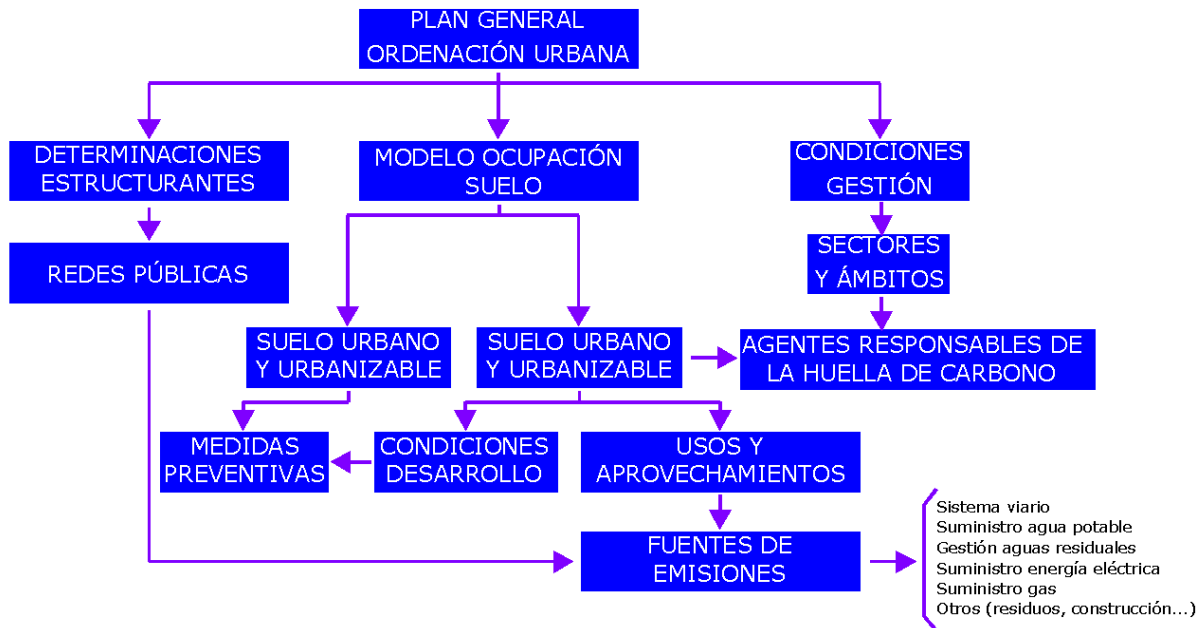 PLAN GENERAL
ORDENACIÓN URBANA
DETERMINACIONES
ESTRUCTURANTES
MODELO OCUPACIÓN
SUELO
CONDICIONES
GESTIÓN
REDES PÚBLICAS
SECTORES
Y ÁMBITOS
SUELO URBANO
Y URBANIZABLE
SUELO URBANO
Y URBANIZABLE
AGENTES RESPONSABLES DE
LA HUELLA DE CARBONO
MEDIDAS
PREVENTIVAS
CONDICIONES
DESARROLLO
USOS Y
APROVECHAMIENTOS
FUENTES DE
EMISIONES
Sistema viario
Suministro agua potable
Gestión aguas residuales
Suministro energía eléctrica
Suministro gas
Otros (residuos, construcción...)